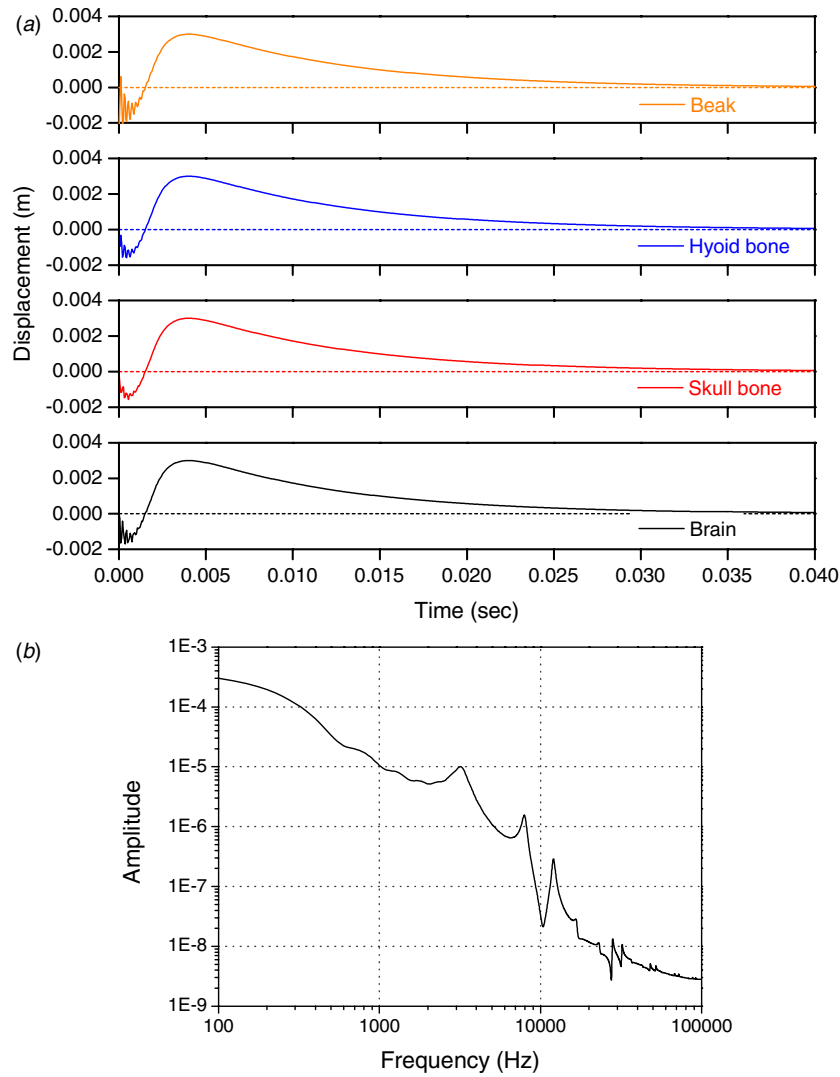 (a)
0.004
0.002
0.000
-0.002
Beak
0.004
0.002
0.000
-0.002
Hyoid bone
0.004
0.002
0.000
-0.002
Skull bone
0.004
0.002
0.000
-0.002
Brain
Displacement (m)
0.000 0.005 0.010 0.015 0.020 0.025 0.030 0.035 0.040
Time (sec)
(b)
1E-3
1E-4
1E-5
1E-6
1E-7
1E-8
1E-9
Amplitude
100 1000 10000 100000
Frequency (Hz)